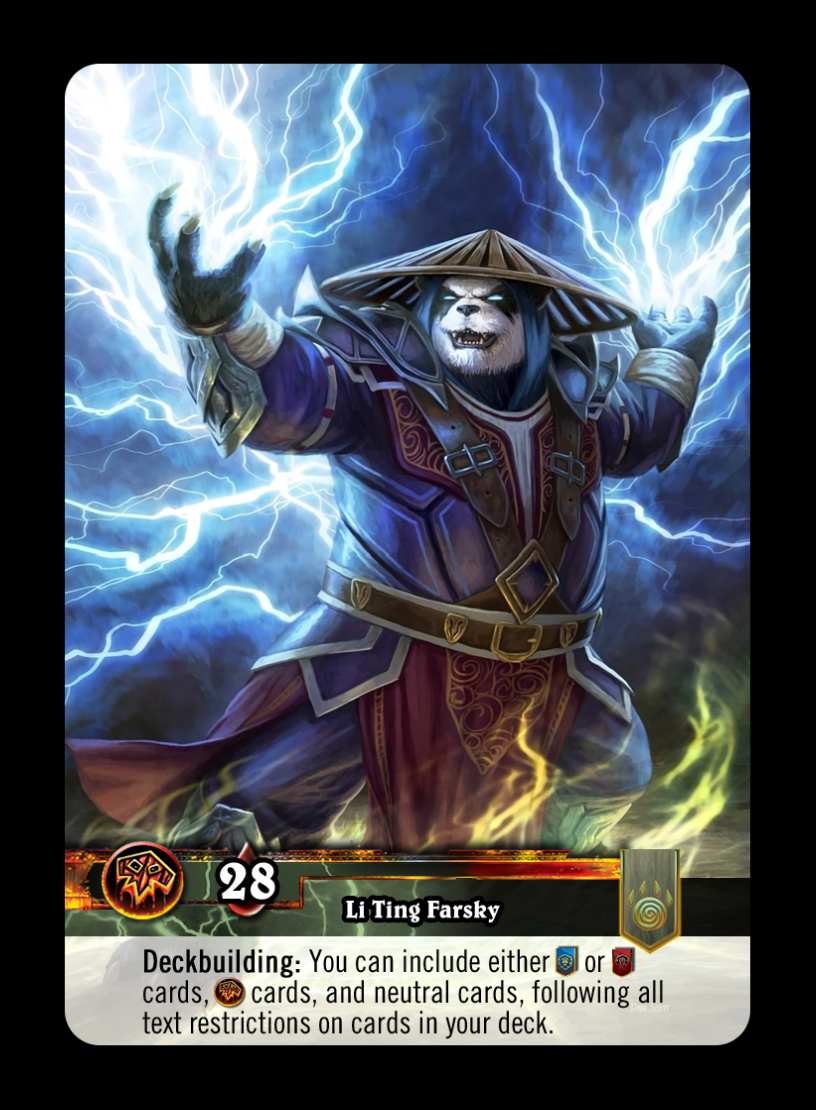 28
Li Ting Farsky
Deckbuilding: You can include either or
cards, cards, and neutral cards, following all
text restrictions on cards in your deck.